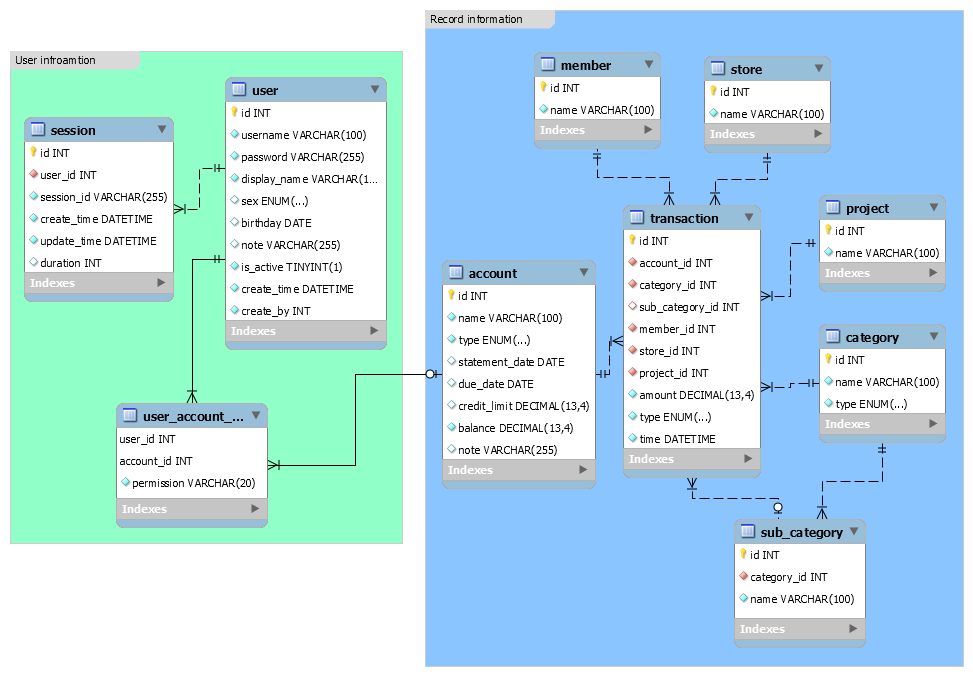 User infroamtion
session
id INT
user_id INT
session_id VARCHAR(255)
create_time DATETIME
update_time DATETIME
duration INT
Indexes
user
id INT
username VARCHAR(100)
password VARCHAR(255)
display_name VARCHAR(1...
sex ENUM(...)
birthday DATE
note VARCHAR(255)
is_active TINYINT(1)
create_time DATETIME
create_by INT
Indexes
user_account_...
user_id INT
account_id INT
permission VARCHAR(20)
Indexes
Record information
member
id INT
name VARCHAR(100)
Indexes
store
id INT
name VARCHAR(100)
Indexes
account
id INT
name VARCHAR(100)
type ENUM(...)
statement_date DATE
due_date DATE
credit_limit DECIMAL(13,4)
balance DECIMAL(13,4)
note VARCHAR(255)
Indexes
transaction
id INT
account_id INT
category_id INT
sub_category_id INT
member_id INT
store_id INT
project_id INT
amount DECIMAL(13,4)
type ENUM(...)
time DATETIME
Indexes
project
id INT
name VARCHAR(100)
Indexes
category
id INT
name VARCHAR(100)
type ENUM(...)
Indexes
sub_category
id INT
category_id INT
name VARCHAR(100)
Indexes